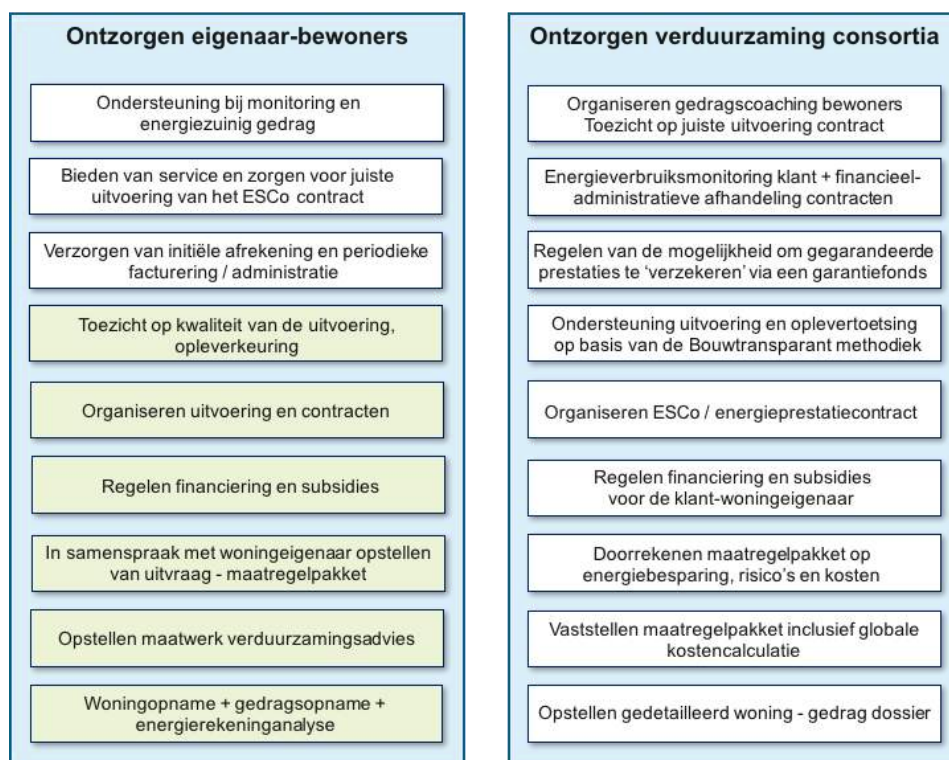 Ontzorgen eigenaar-bewoners
Ondersteuning bij monitoring en
energiezuinig gedrag
Bieden van service en zorgen voor juiste
uitvoering van het ESCo contract
Verzorgen van initiële afrekening en periodieke
facturering / administratie
Toezicht op kwaliteit van de uitvoering,
opleverkeuring
Organiseren uitvoering en contracten
Regelen financiering en subsidies
In samenspraak met woningeigenaar opstellen
van uitvraag - maatregelpakket
Opstellen maatwerk verduurzamingsadvies
Woningopname + gedragsopname +
energierekeninganalyse
Ontzorgen verduurzaming consortia
Organiseren gedragscoaching bewoners
Toezicht op juiste uitvoering contract
Energieverbruiksmonitoring klant + financieel-
administratieve afhandeling contracten
Regelen van de mogelijkheid om gegarandeerde
prestaties te ‘verzekeren’ via een garantiefonds
Ondersteuning uitvoering en oplevertoetsing
op basis van de Bouwtransparant methodiek
Organiseren ESCo / energieprestatiecontract
Regelen financiering en subsidies
voor de klant-woningeigenaar
Doorrekenen maatregelpakket op
energiebesparing, risico’s en kosten
Vaststellen maatregelpakket inclusief globale
kostencalculatie
Opstellen gedetailleerd woning - gedrag dossier